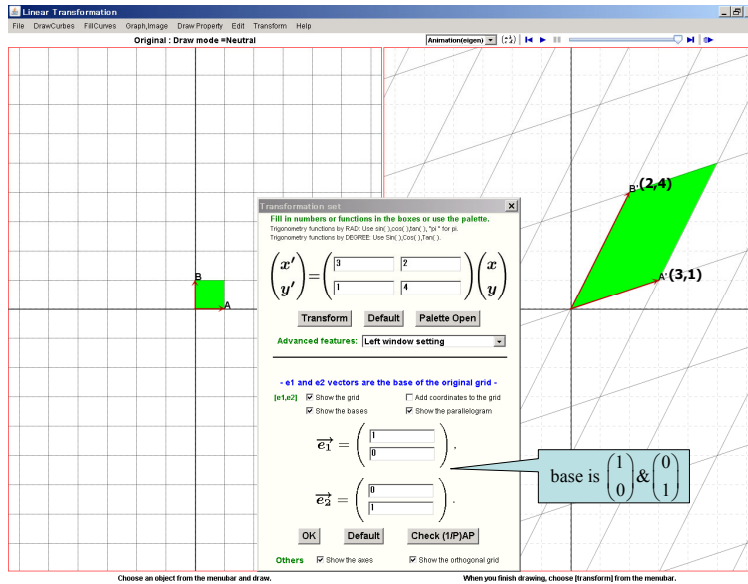 Linear Transformation
File DrawCurbes FillCurves Graph,Image Draw Property Edit Transform Help
Original : Draw mode =Neutral
Animation(eigen)
B
A
B'(2,4)
A'(3,1)
Transformation set
Fill in numbers or functions in the boxes or use the palette.
Trigonometry functions by RAD: Use sin( ),cos( ),tan( ), "pi " for pi.
Trigonometry functions by DEGREE: Use Sin( ),Cos( ),Tan( ).
x' = 3 2 x
y' 1 4 y
Transform Default Palette Open
Advanced features: Left window setting
- e1 and e2 vectors are the base of the original grid -
[e1,e2] Show the grid Add coordinates to the grid
Show the bases Show the parallelogram
e1 = ( 1 0 ) .
e2 = ( 0 1 ) .
base is (1 0) & (0 1)
OK Default Check (1/P)AP
Others Show the axes Show the orthogonal grid
Choose an object from the menubar and draw.
When you finish drawing, choose [transform] from the menubar.